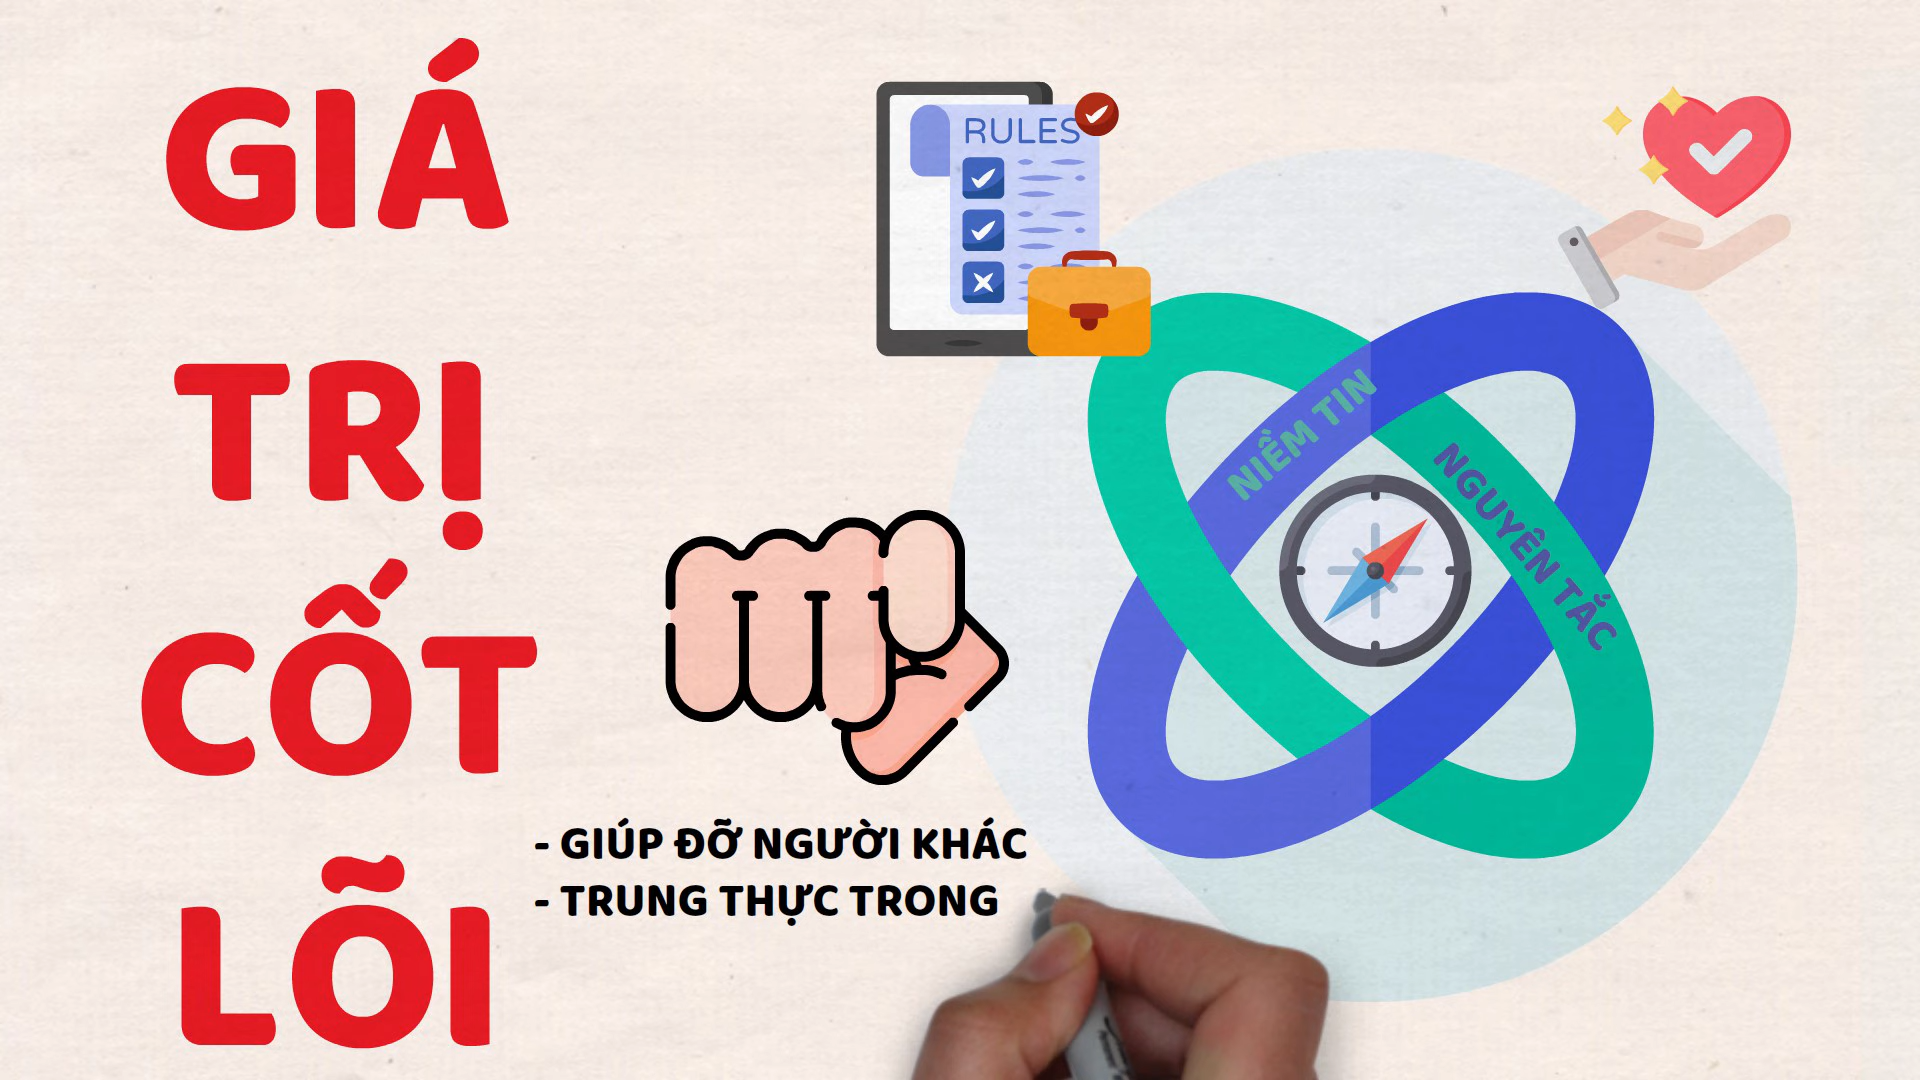 GIÁ
TRỊ
CỐT
LÕI
RULES
NIỀM TIN
NGUYÊN TẮC
- GIÚP ĐỠ NGƯỜI KHÁC
- TRUNG THỰC TRONG